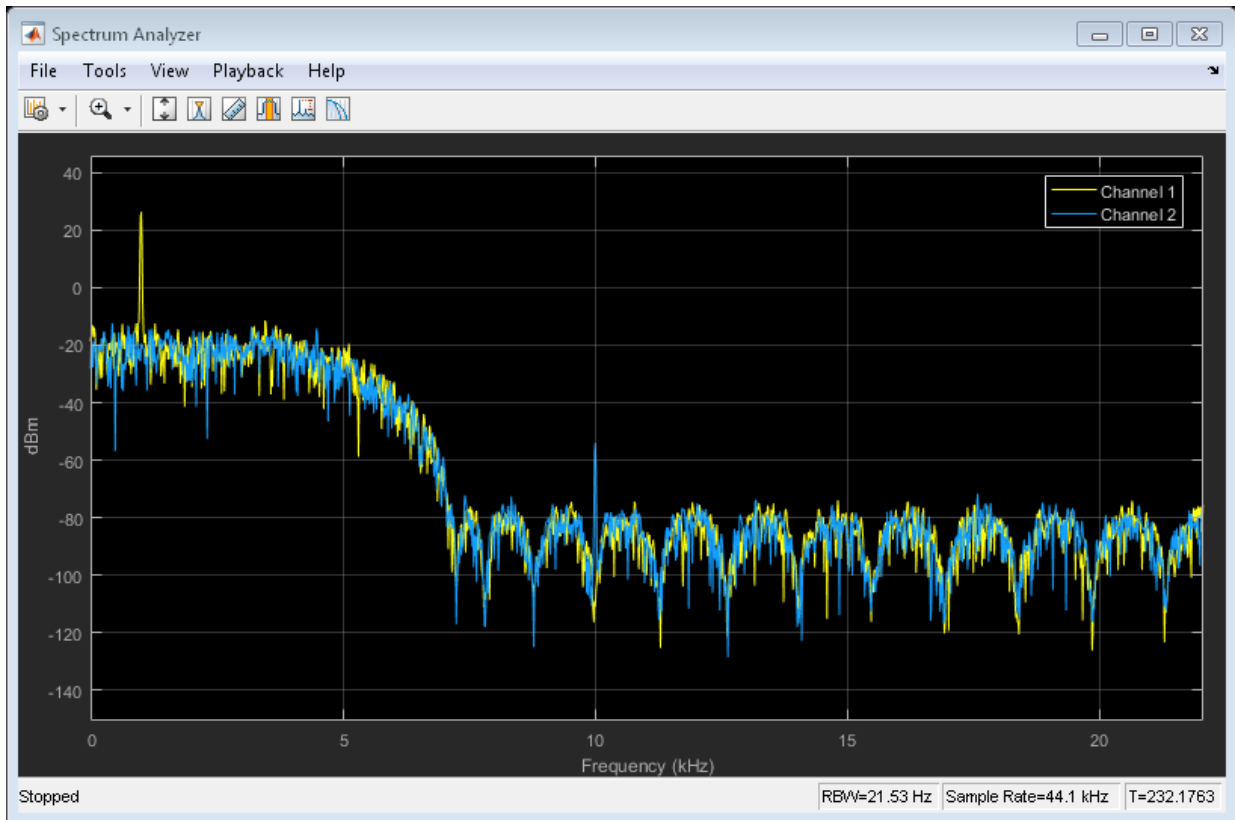 Spectrum Analyzer
File Tools View Playback Help
Channel 1
Channel 2
40
20
0
-20
-40
-60
-80
-100
-120
-140
dBm
0 5 10 15 20
Frequency (kHz)
Stopped RBW=21.53 Hz Sample Rate=44.1 kHz T=232.1763